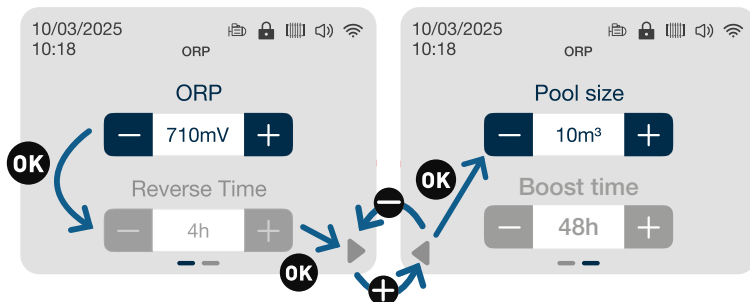 10/03/2025
10:18
ORP
ORP
— 710mV +
OK
Reverse Time
— 4h +
OK
10/03/2025
10:18
ORP
Pool size
— 10m³ +
OK
Boost time
— 48h +
—
+